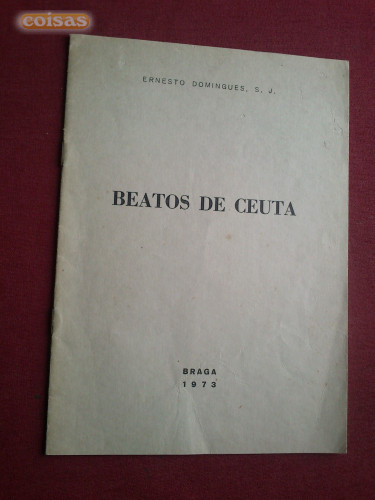 coisas
ERNESTO DOMINGUES, S. J.
BEATOS DE CEUTA
BRAGA
1973